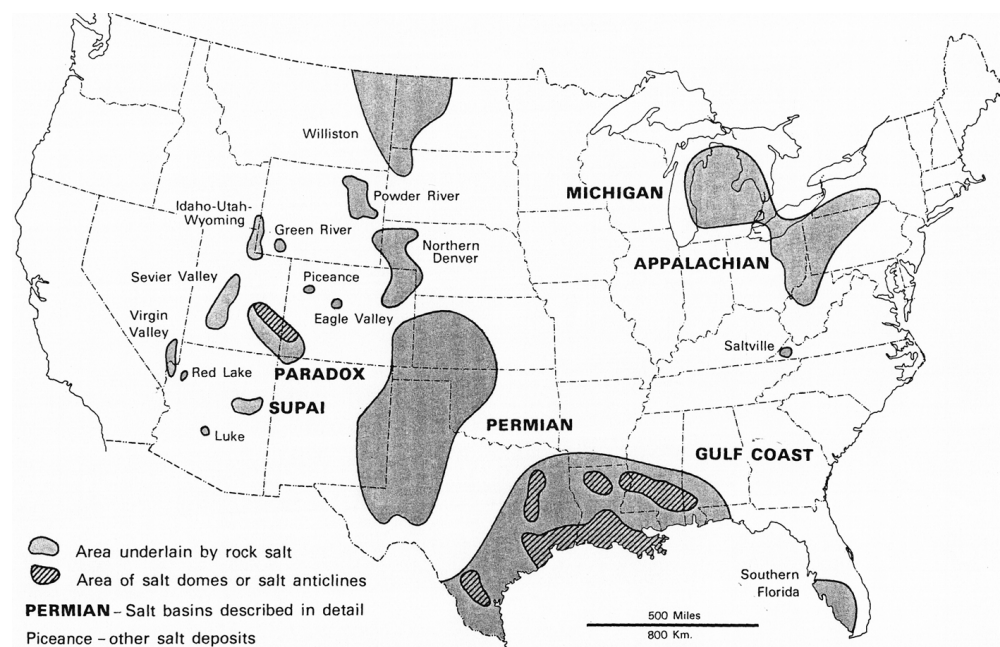 Williston
MICHIGAN
Powder River
Idaho-Utah-
Wyoming
Green River
Northern
Denver
APPALACHIAN
Sevier Valley
Piceance
Eagle Valley
Virgin
Valley
Saltville
Red Lake
PARADOX
SUPAI
PERMIAN
Luke
GULF COAST
Area underlain by rock salt
Area of salt domes or salt anticlines
PERMIAN – Salt basins described in detail
Piceance – other salt deposits
Southern
Florida
500 Miles
800 Km.